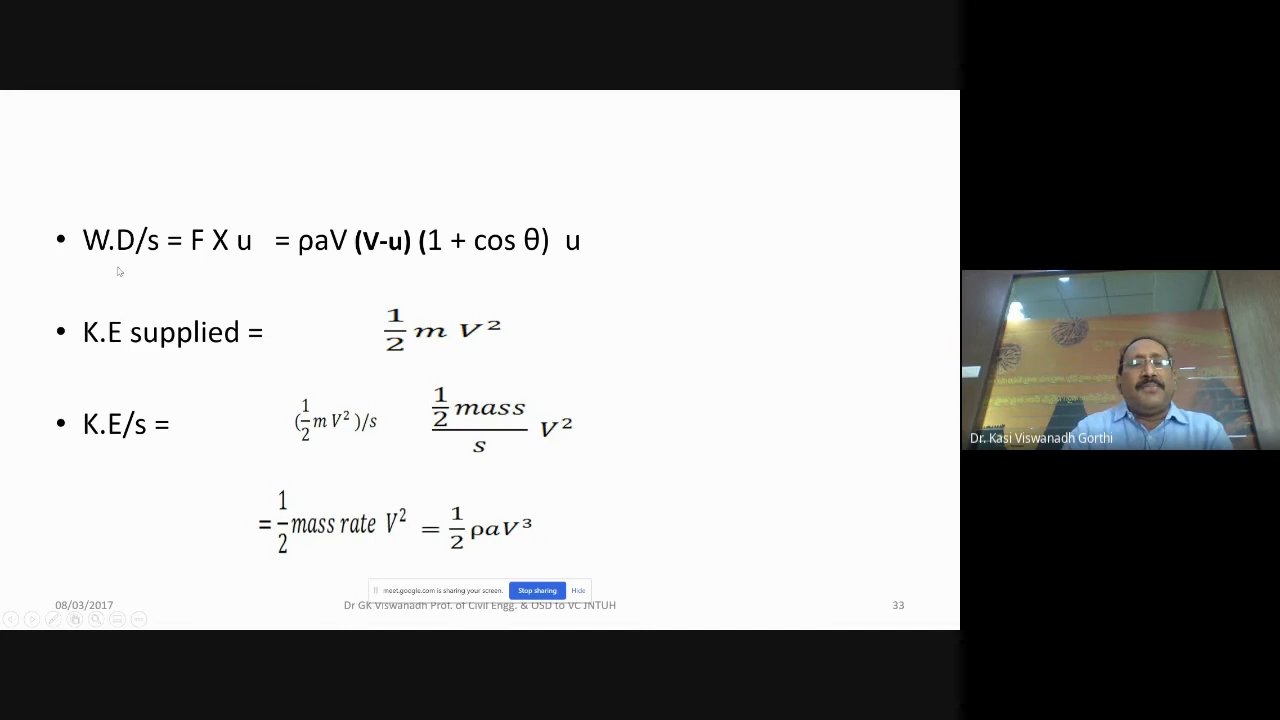 • W.D/s = F X u = ρaV (V-u) (1 + cos θ) u
• K.E supplied = 1/2 m V²
• K.E/s = (1/2 m V²)/s (1/2 mass)/s V²
= 1/2 mass rate V² = 1/2 ρaV³
meet.google.com is sharing your screen. Stop sharing Hide
08/03/2017 Dr GK Viswanadh Prof. of Civil Engg. & OSD to VC JNTUH 33
Dr. Kasi Viswanadh Gorthi